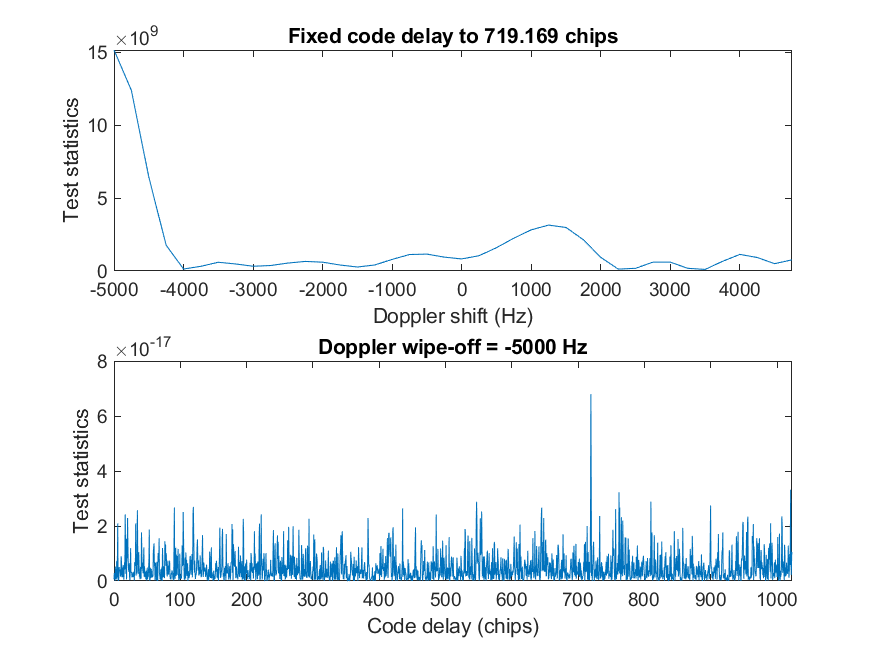 ×10^9
Fixed code delay to 719.169 chips
15
10
5
0
Test statistics
-5000 -4000 -3000 -2000 -1000 0 1000 2000 3000 4000
Doppler shift (Hz)
×10^-17
Doppler wipe-off = -5000 Hz
8
6
4
2
0
Test statistics
0 100 200 300 400 500 600 700 800 900 1000
Code delay (chips)